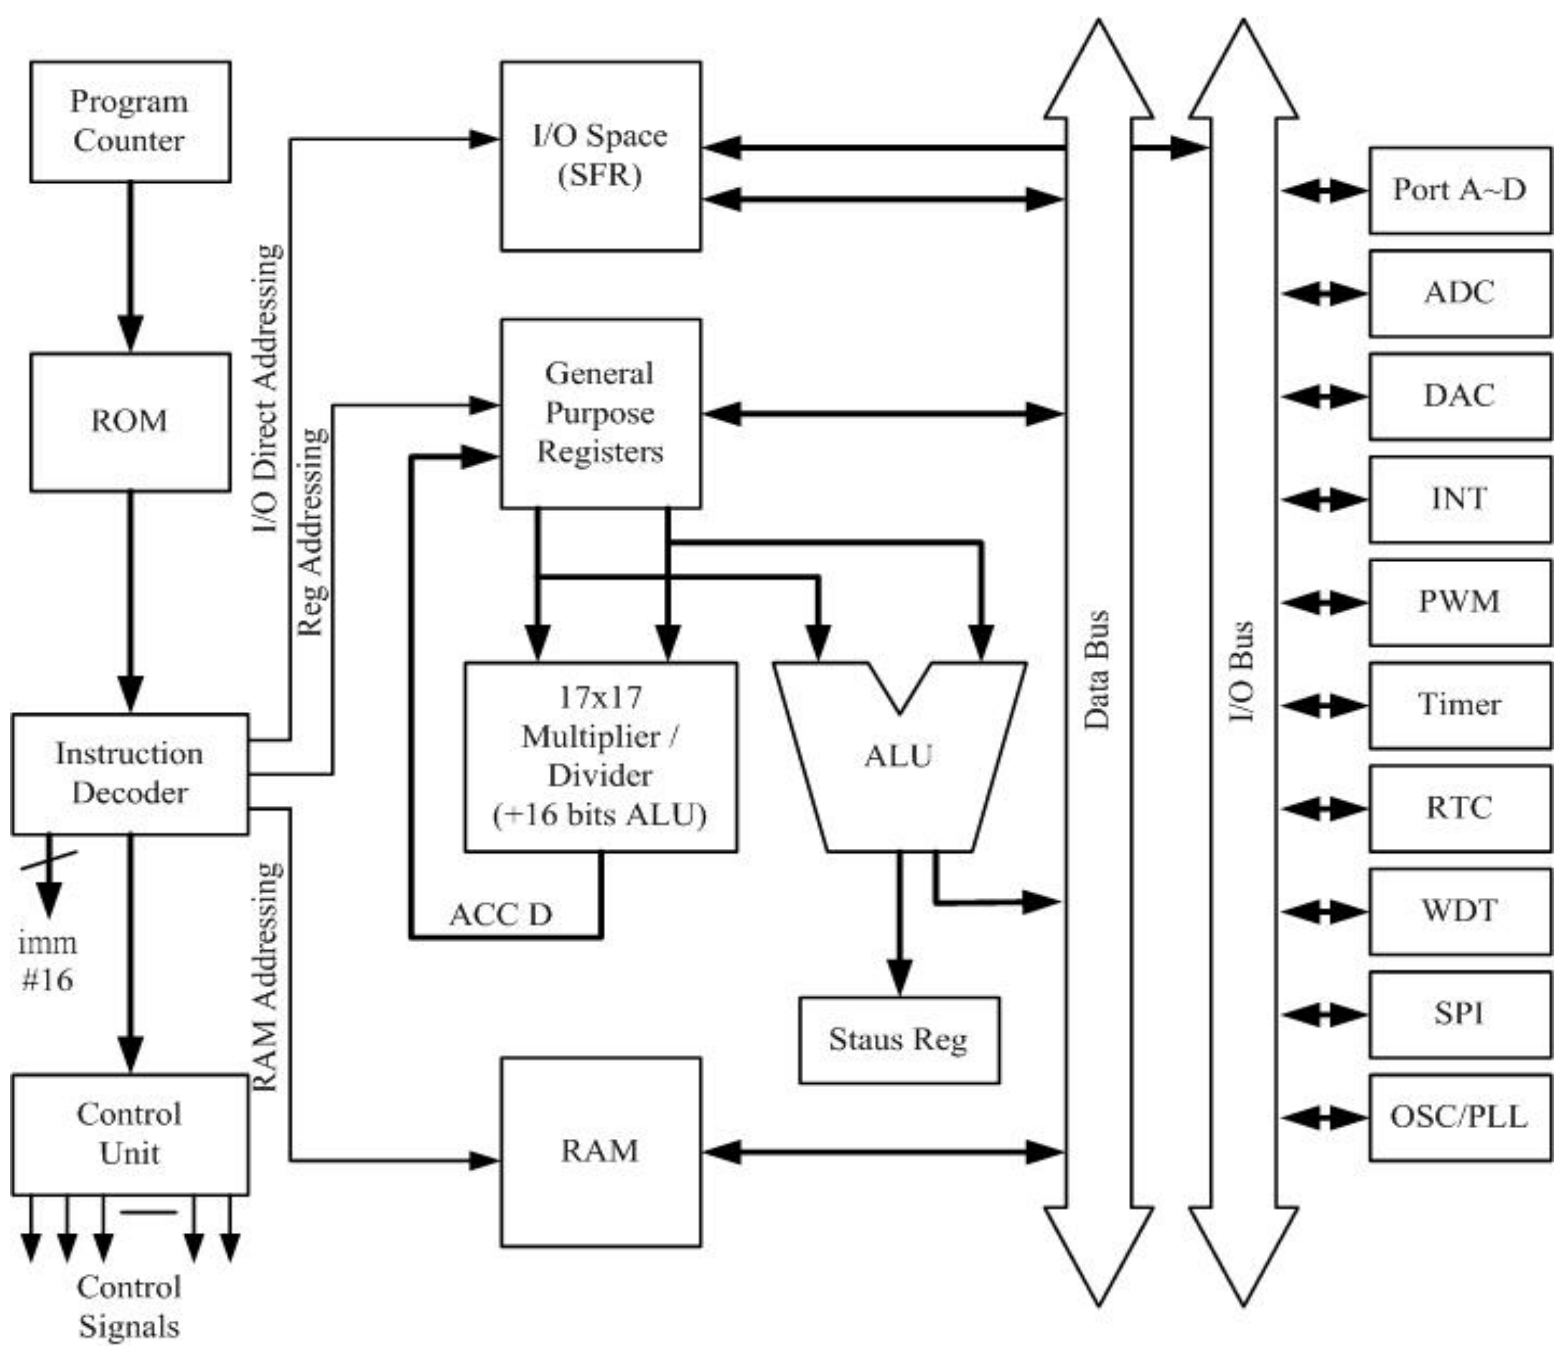 Program
Counter
ROM
Instruction
Decoder
imm
#16
Control
Unit
Control
Signals
I/O Direct Addressing
Reg Addressing
RAM Addressing
I/O Space
(SFR)
General
Purpose
Registers
17x17
Multiplier /
Divider
(+16 bits ALU)
ACC D
ALU
Staus Reg
RAM
Data Bus
I/O Bus
Port A~D
ADC
DAC
INT
PWM
Timer
RTC
WDT
SPI
OSC/PLL